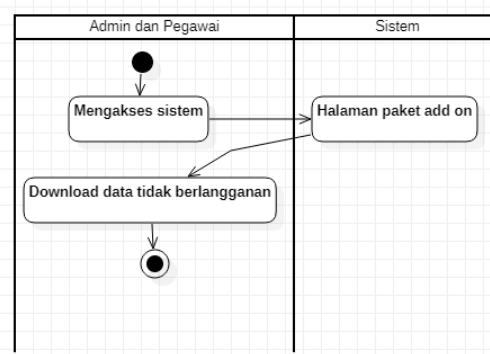 Admin dan Pegawai
Sistem
Mengakses sistem
Halaman paket add on
Download data tidak berlangganan